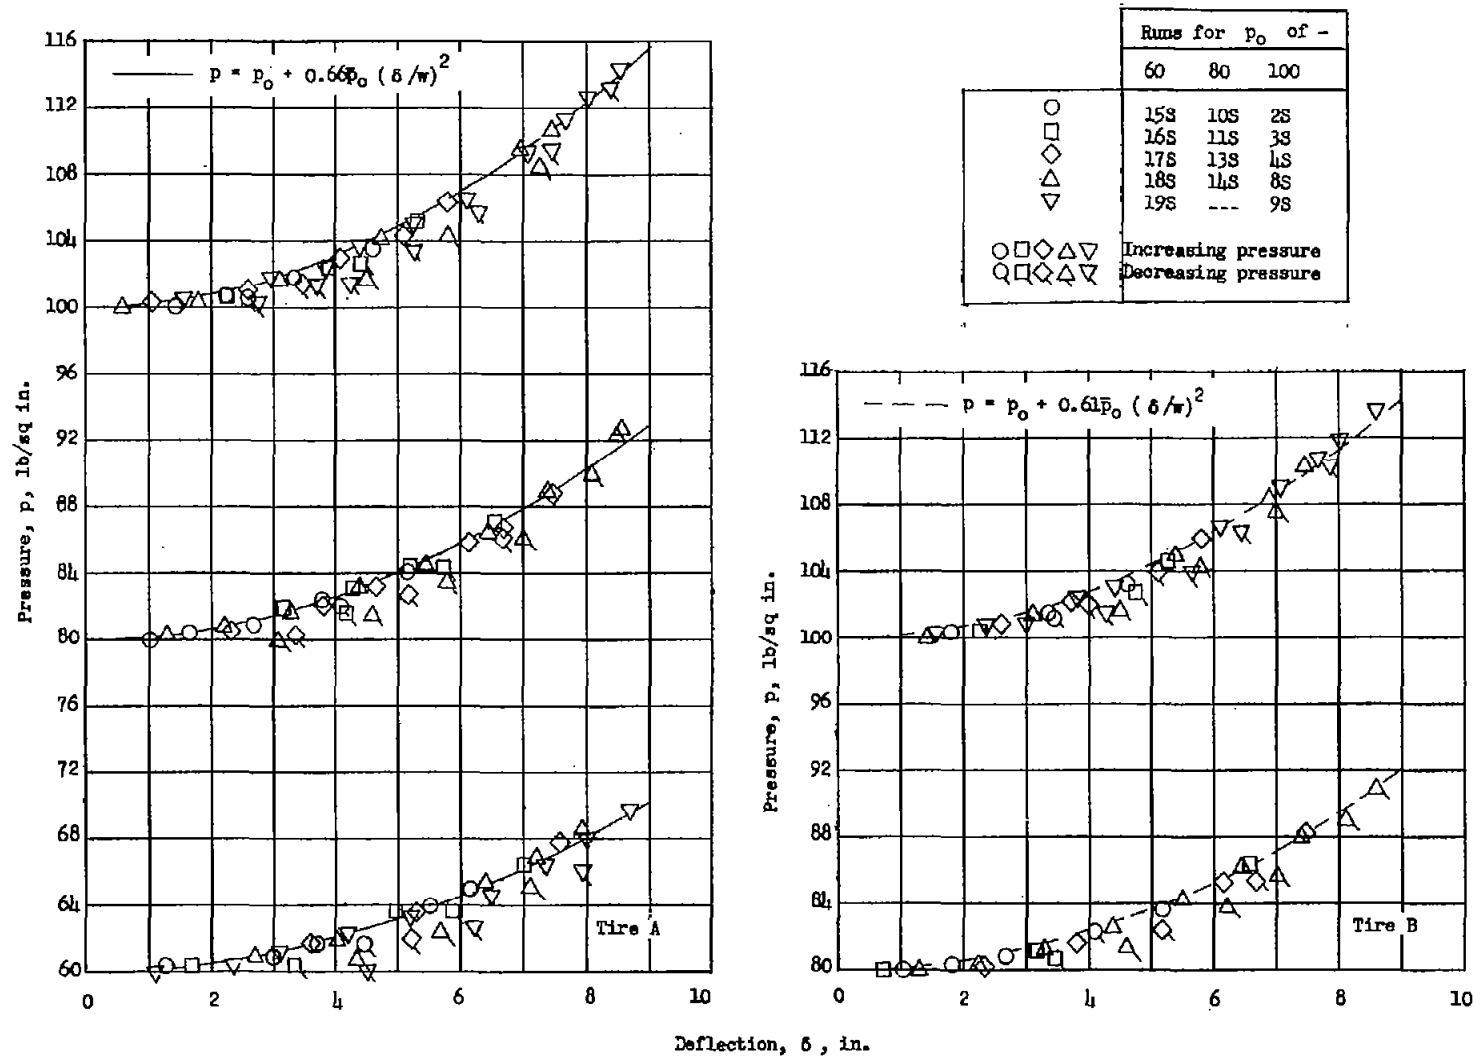 116
112
108
104
100
96
92
88
84
80
76
72
68
64
60
0 2 4 6 8 10
Pressure, p, lb/sq in.
p = p₀ + 0.66p̄₀ (δ/w)²
Tire A
Runs for p₀ of -
60 80 100
15S 10S 2S
16S 11S 3S
17S 13S 4S
18S 14S 8S
19S --- 9S
Increasing pressure
Decreasing pressure
116
112
108
104
100
96
92
88
84
80
0 2 4 6 8 10
Pressure, p, lb/sq in.
p = p₀ + 0.61p̄₀ (δ/w)²
Tire B
Deflection, δ , in.